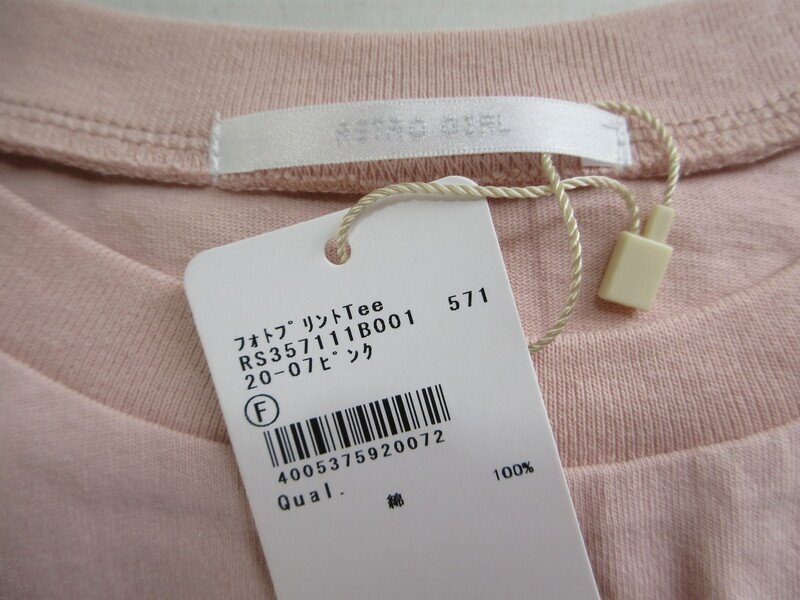 RETRO GIRL
ﾌｫﾄﾌﾟﾘﾝﾄTee 571
RS357111B001
20-07ﾋﾟﾝｸ
F
4005375920072
Qual.
綿 100%